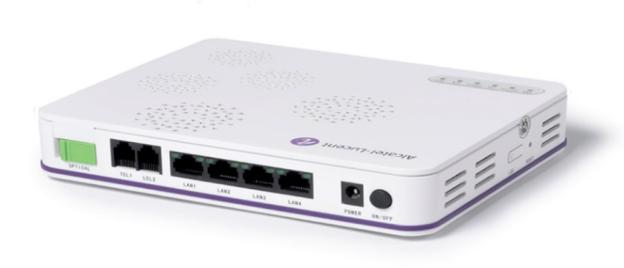 Alcatel-Lucent
OPTICAL
TEL1 TEL2
LAN1 LAN2 LAN3 LAN4
POWER ON/OFF